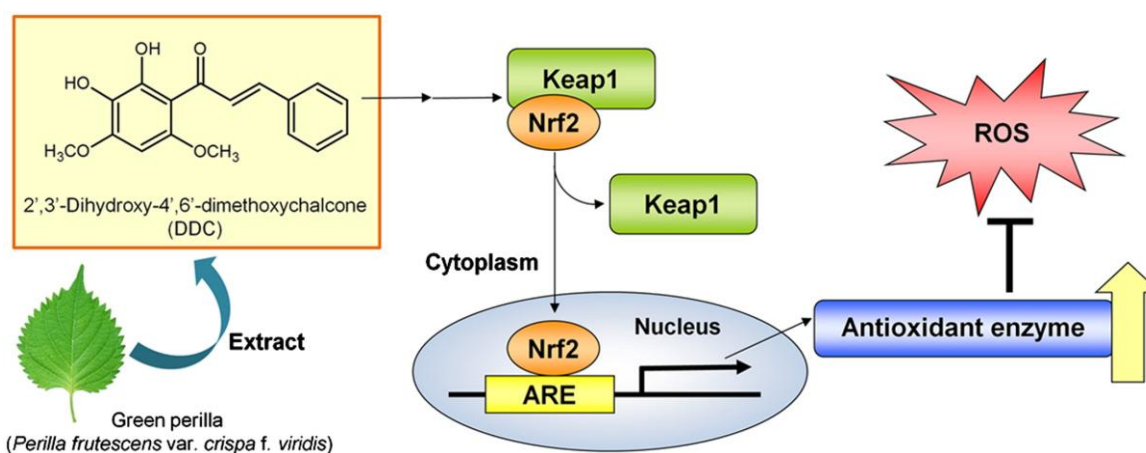 OH
O
HO
H₃CO
OCH₃
2',3'-Dihydroxy-4',6'-dimethoxychalcone
(DDC)
Extract
Green perilla
(Perilla frutescens var. crispa f. viridis)
Keap1
Nrf2
Keap1
Cytoplasm
Nucleus
Nrf2
ARE
ROS
Antioxidant enzyme